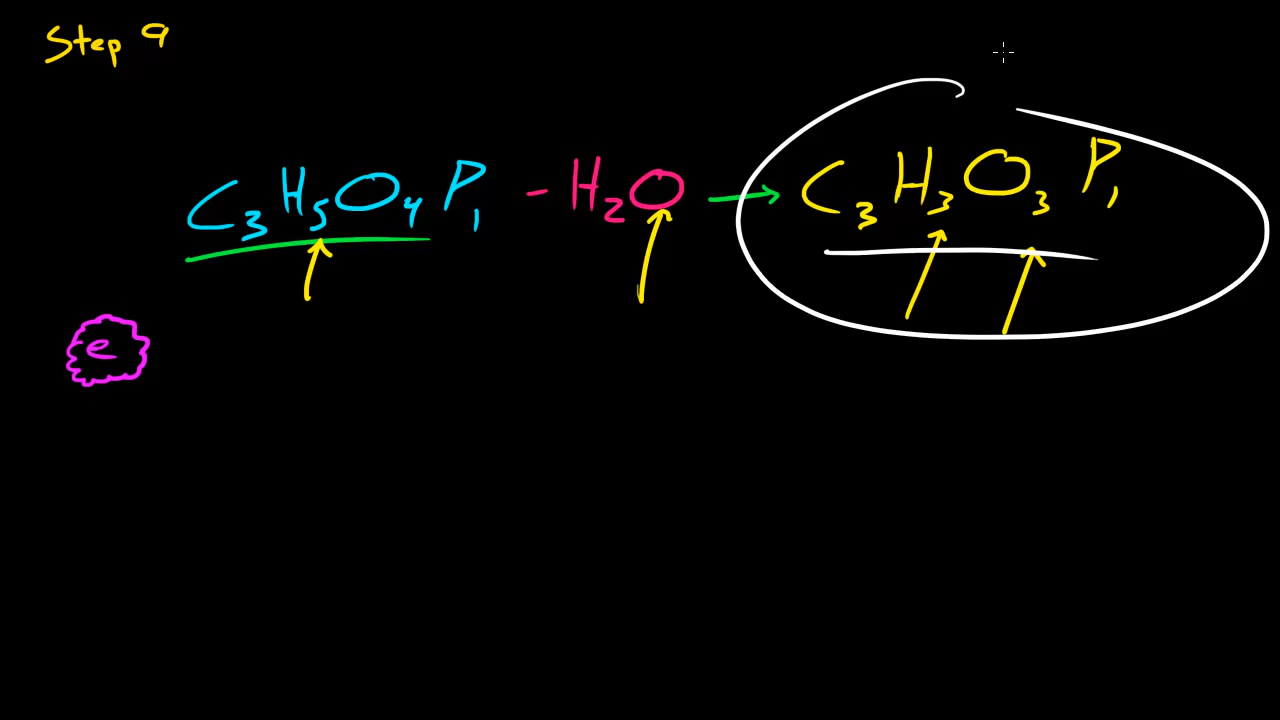 Step 9
C₃H₅O₄P₁ - H₂O → C₃H₃O₃P₁
e